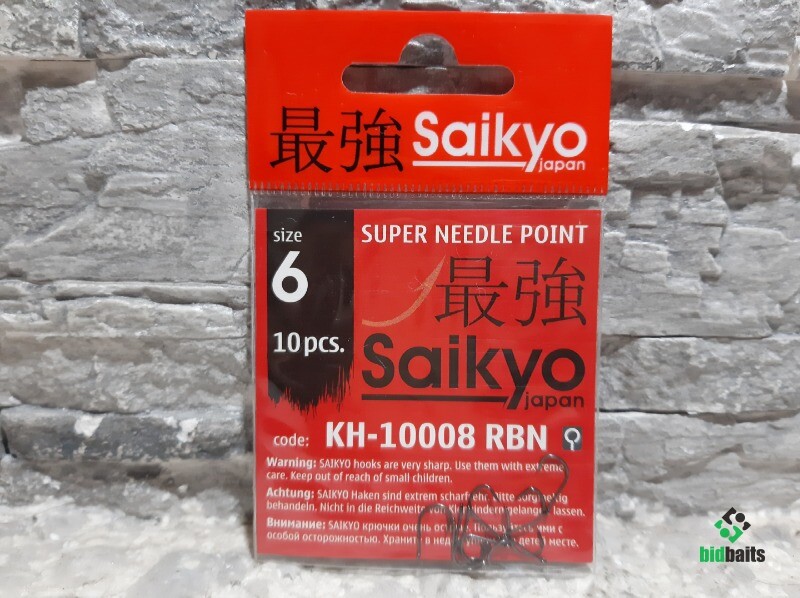 最強 Saikyo
japan
size
6
10 pcs.
SUPER NEEDLE POINT
最強
Saikyo
japan
code: KH-10008 RBN
Warning: SAIKYO hooks are very sharp. Use them with extreme
care. Keep out of reach of small children.
Achtung: SAIKYO Haken sind extrem scharf
behandeln. Nicht in die Reichweite lassen.
Внимание: SAIKYO крючки очень
особой осторожностью. месте.
bidbaits